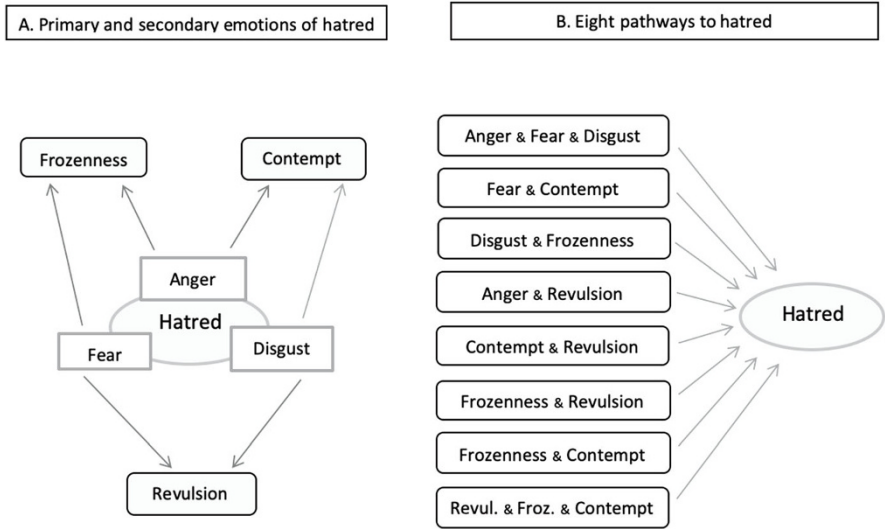 A. Primary and secondary emotions of hatred
B. Eight pathways to hatred
Frozenness
Contempt
Anger
Hatred
Fear
Disgust
Revulsion
Anger & Fear & Disgust
Fear & Contempt
Disgust & Frozenness
Anger & Revulsion
Contempt & Revulsion
Frozenness & Revulsion
Frozenness & Contempt
Revul. & Froz. & Contempt
Hatred